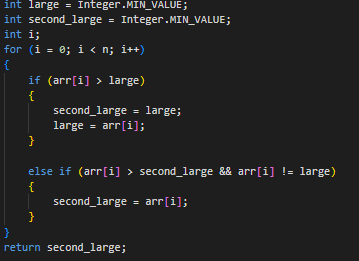 int large = Integer.MIN_VALUE;
int second_large = Integer.MIN_VALUE;
int i;
for (i = 0; i < n; i++)
{
    if (arr[i] > large)
    {
        second_large = large;
        large = arr[i];
    }

    else if (arr[i] > second_large && arr[i] != large)
    {
        second_large = arr[i];
    }
}
return second_large;